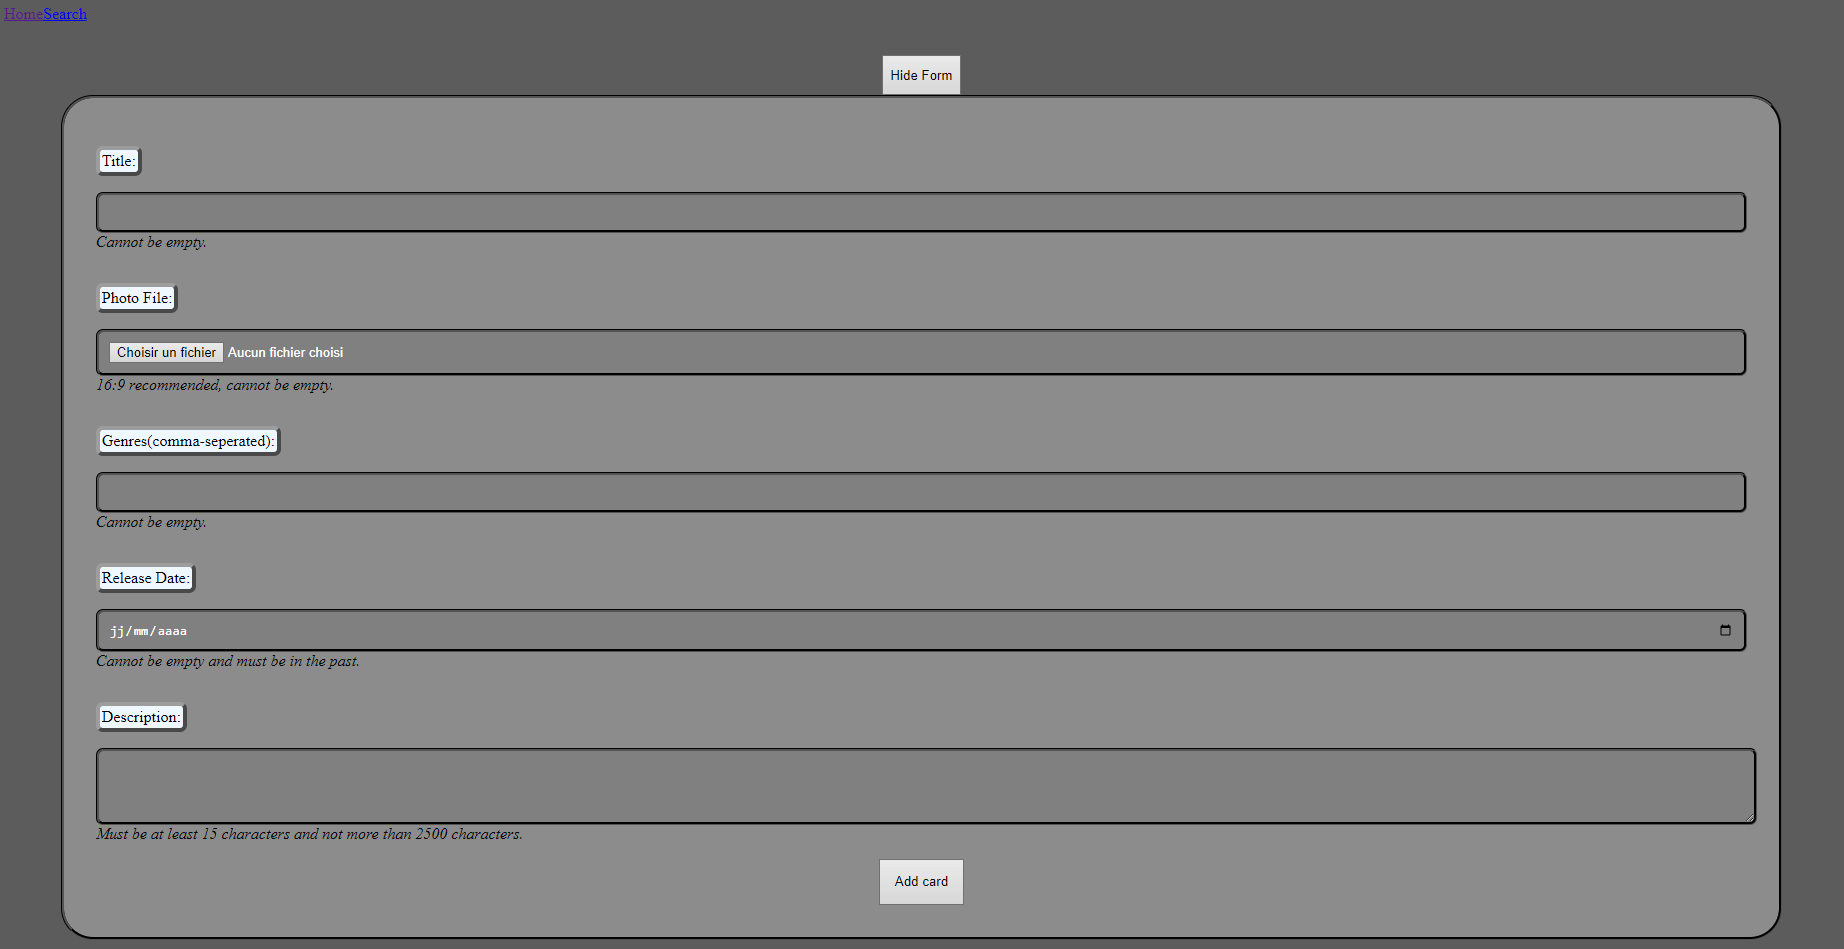 HomeSearch
Hide Form
Title:
Cannot be empty.
Photo File:
Choisir un fichier Aucun fichier choisi
16:9 recommended, cannot be empty.
Genres(comma-seperated):
Cannot be empty.
Release Date:
jj/mm/aaaa
Cannot be empty and must be in the past.
Description:
Must be at least 15 characters and not more than 2500 characters.
Add card